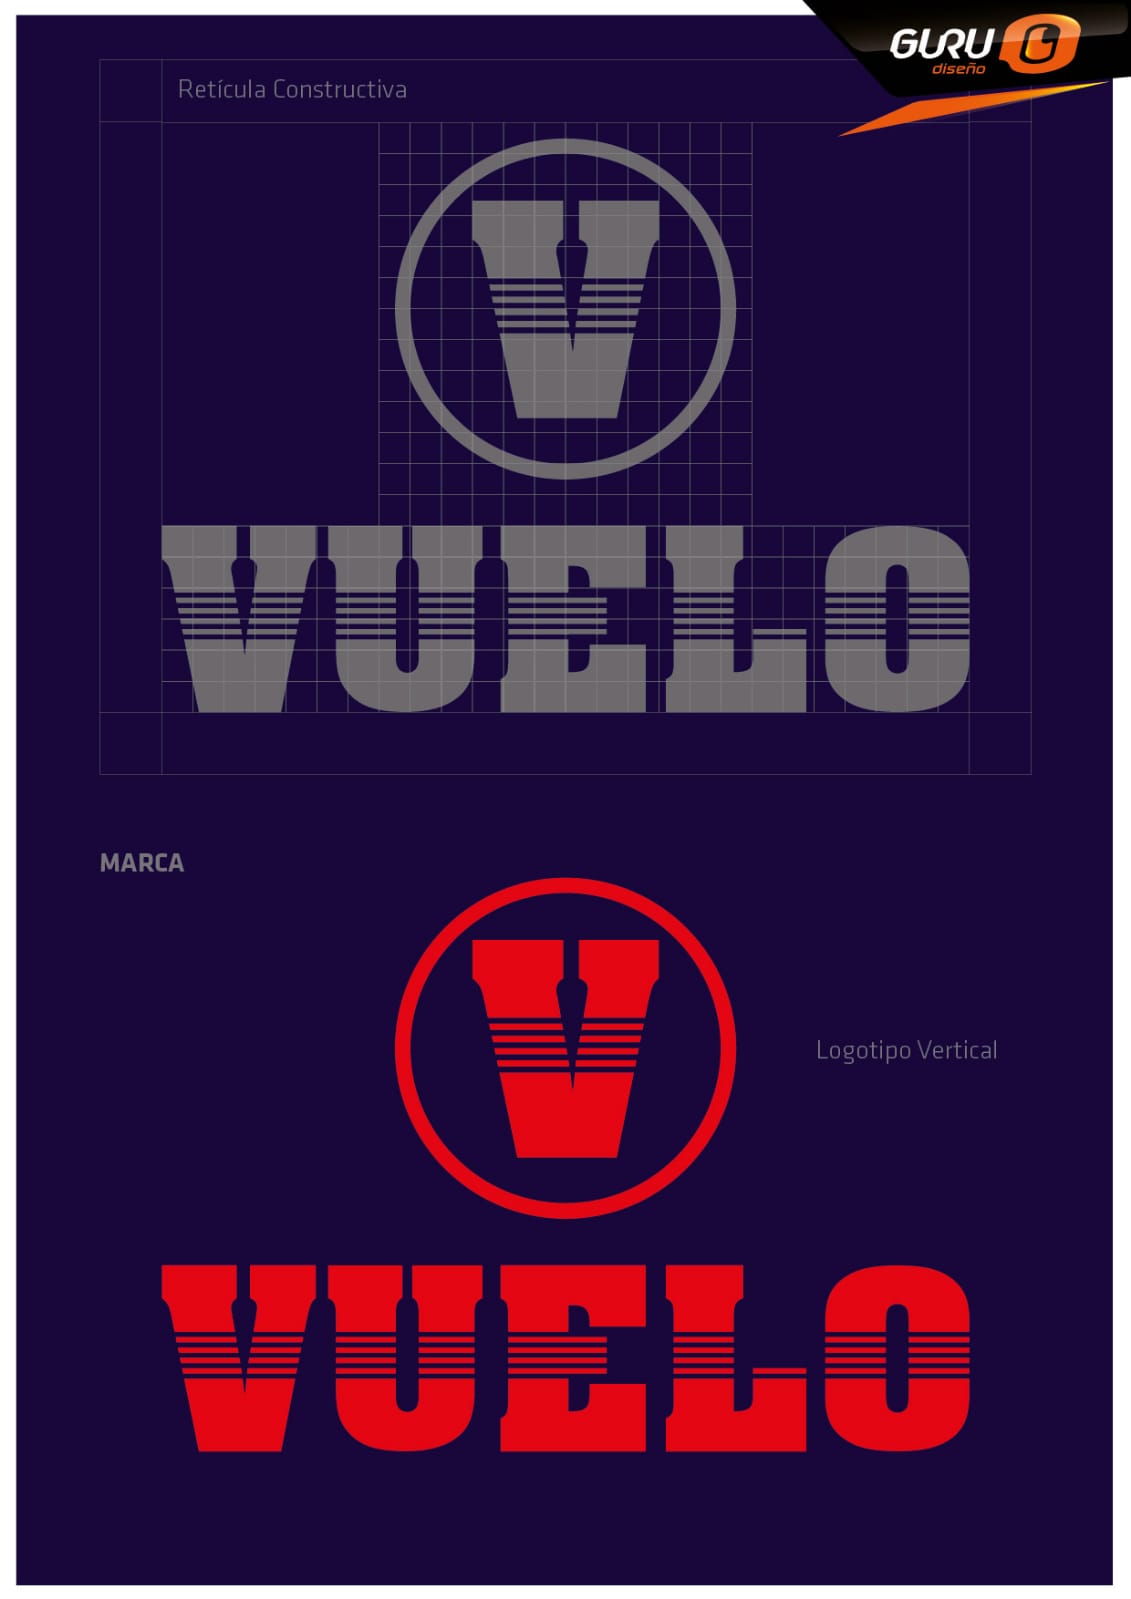 GURU
diseño
Retícula Constructiva
V
VUELO
MARCA
V
Logotipo Vertical
VUELO